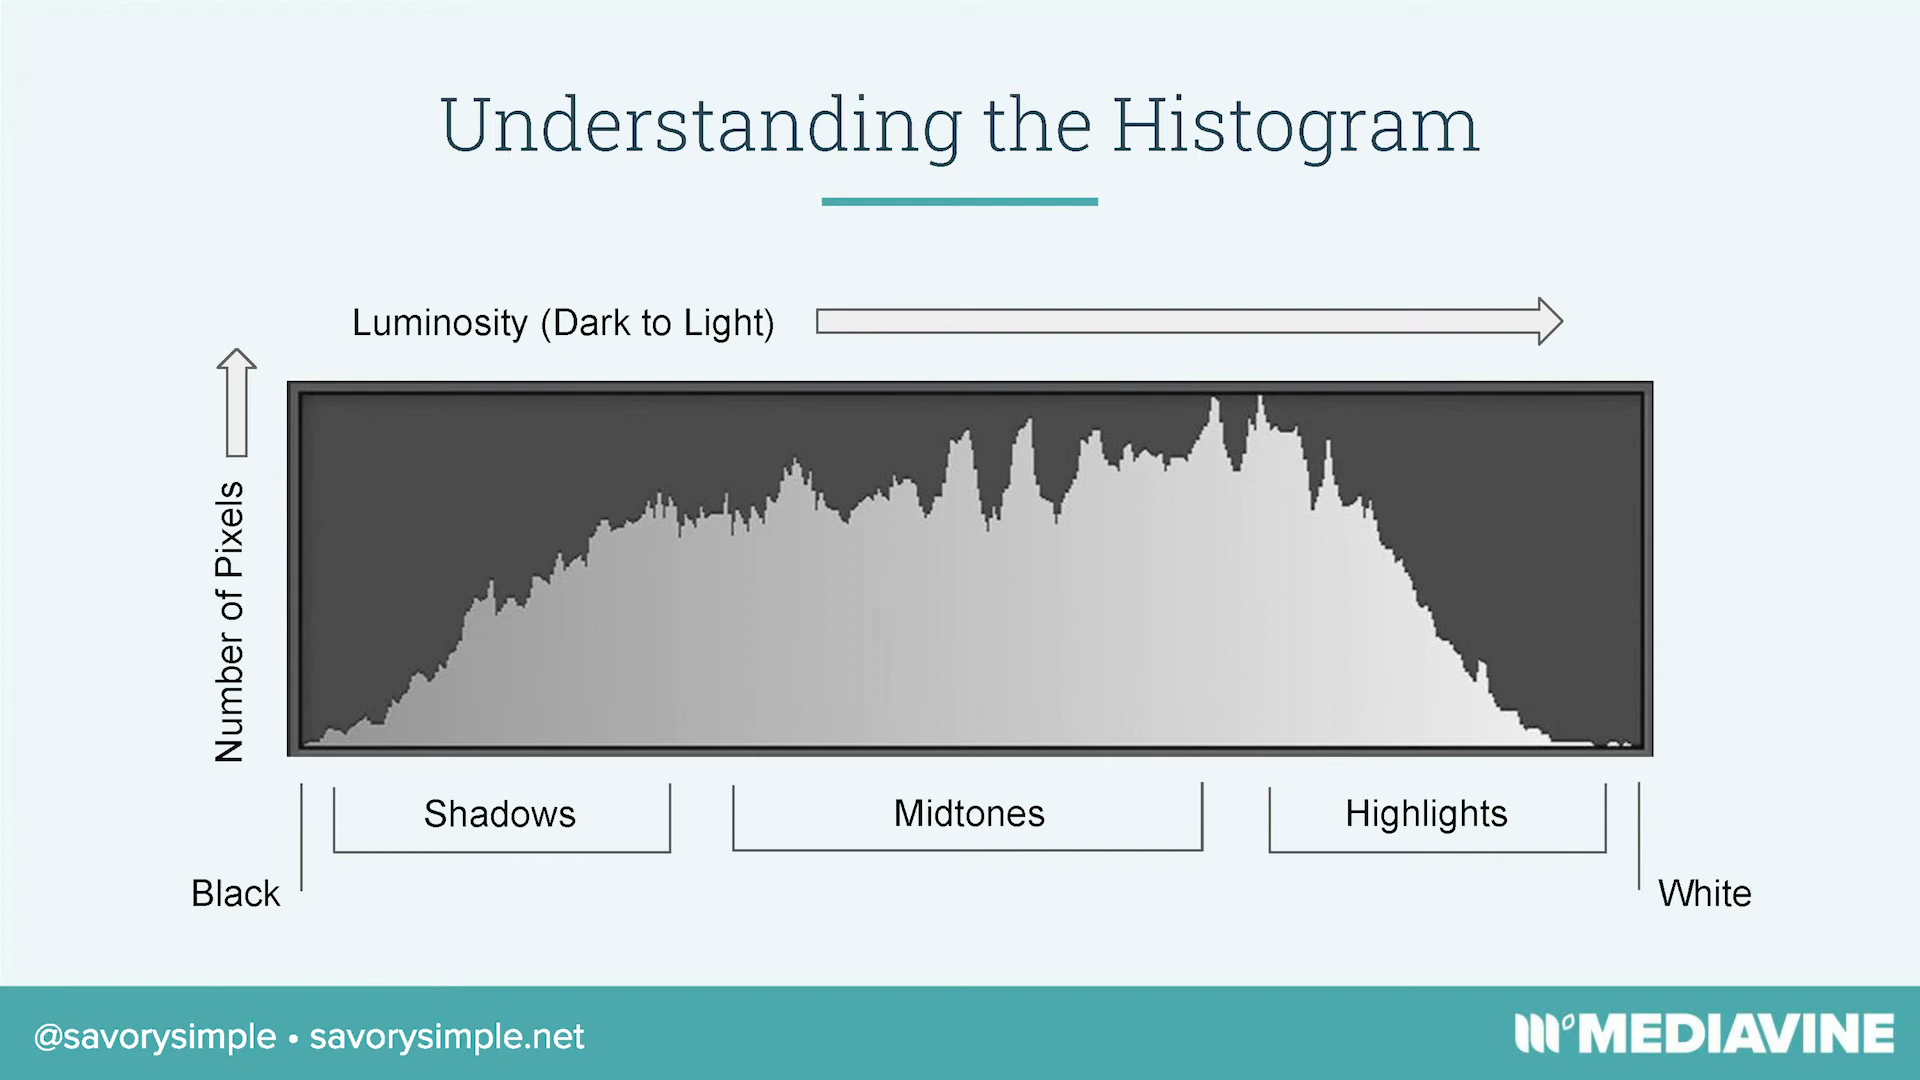 Understanding the Histogram
Luminosity (Dark to Light)
Number of Pixels
Shadows
Midtones
Highlights
Black
White
@savorysimple • savorysimple.net
MEDIAVINE